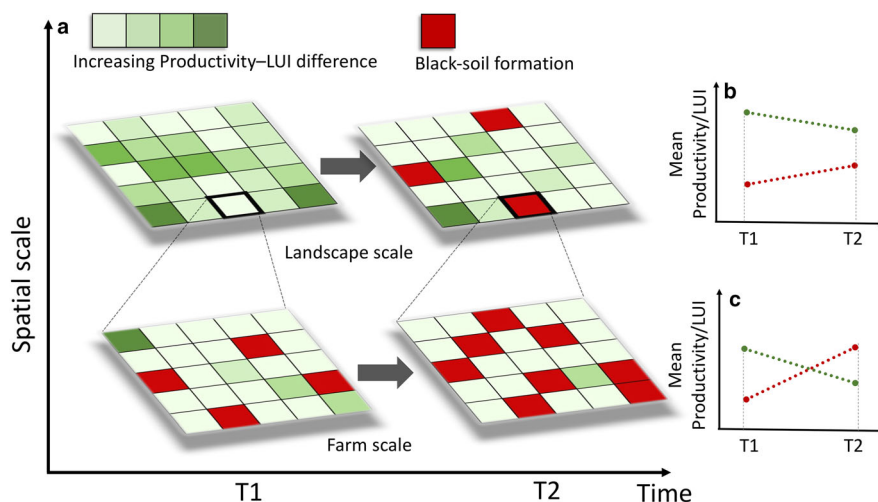 a
Increasing Productivity–LUI difference
Black-soil formation
Landscape scale
Farm scale
Spatial scale
T1
T2
Time
b
Mean
Productivity/LUI
T1
T2
c
Mean
Productivity/LUI
T1
T2